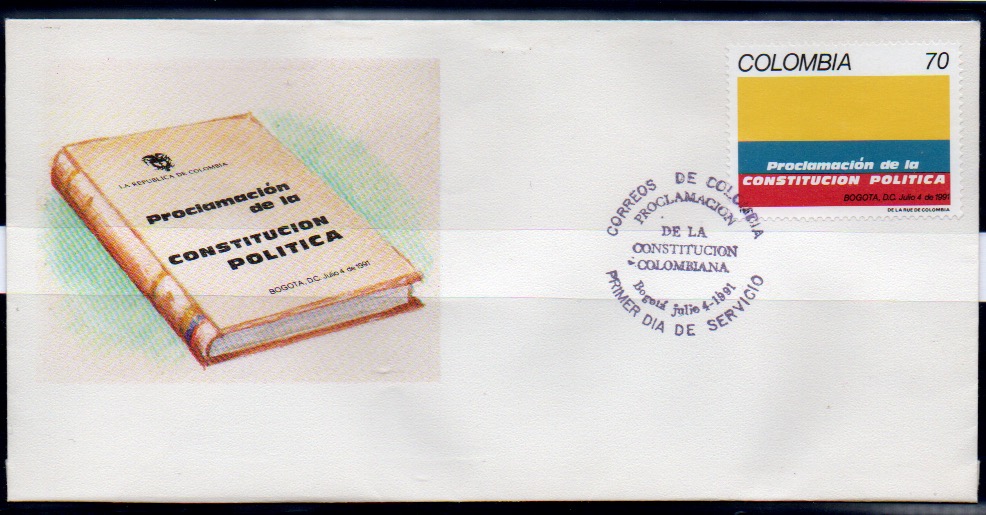 LA REPUBLICA DE COLOMBIA
Proclamación
de la
CONSTITUCION
POLITICA
BOGOTA, D.C. Julio 4 de 1991
COLOMBIA 70
Proclamación de la
CONSTITUCION POLITICA
BOGOTA, D.C. Julio 4 de 1991
DE LA RUE DE COLOMBIA
CORREOS DE COLOMBIA
PROCLAMACION
DE LA
CONSTITUCION
COLOMBIANA
Bogotá julio 4-1991
PRIMER DIA DE SERVICIO